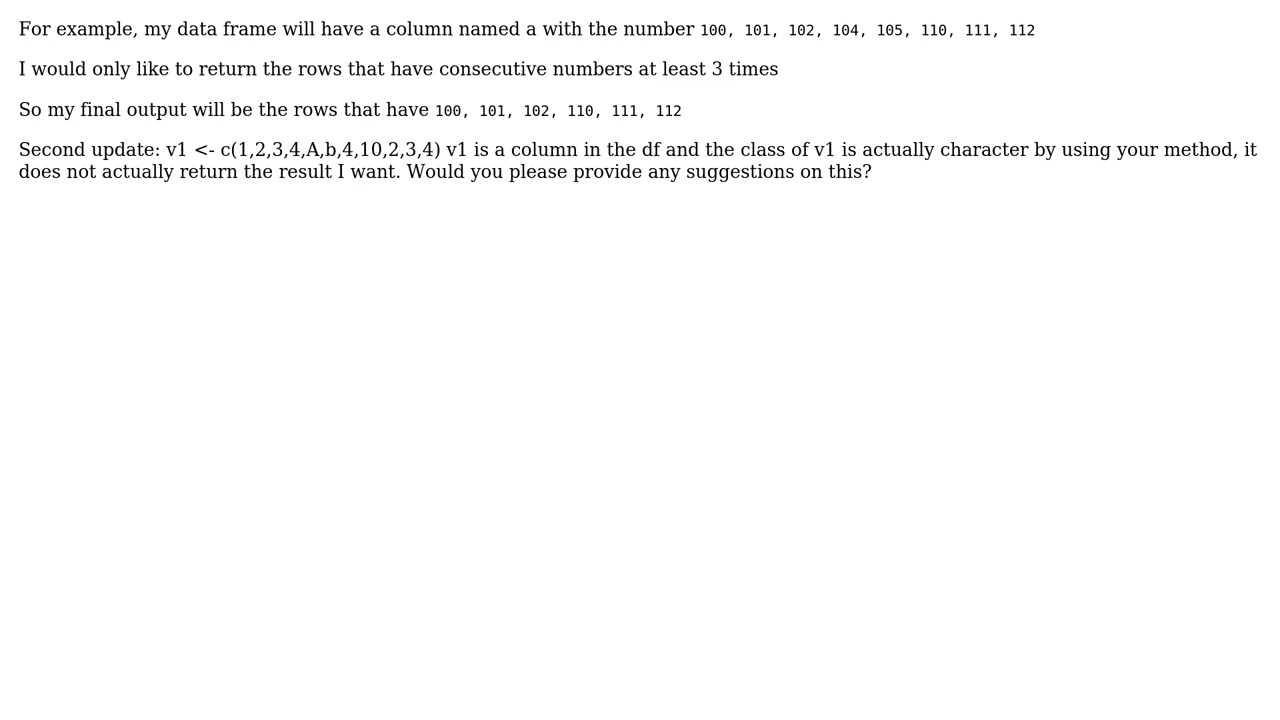 For example, my data frame will have a column named a with the number 100, 101, 102, 104, 105, 110, 111, 112
I would only like to return the rows that have consecutive numbers at least 3 times
So my final output will be the rows that have 100, 101, 102, 110, 111, 112
Second update: v1 <- c(1,2,3,4,A,b,4,10,2,3,4) v1 is a column in the df and the class of v1 is actually character by using your method, it
does not actually return the result I want. Would you please provide any suggestions on this?